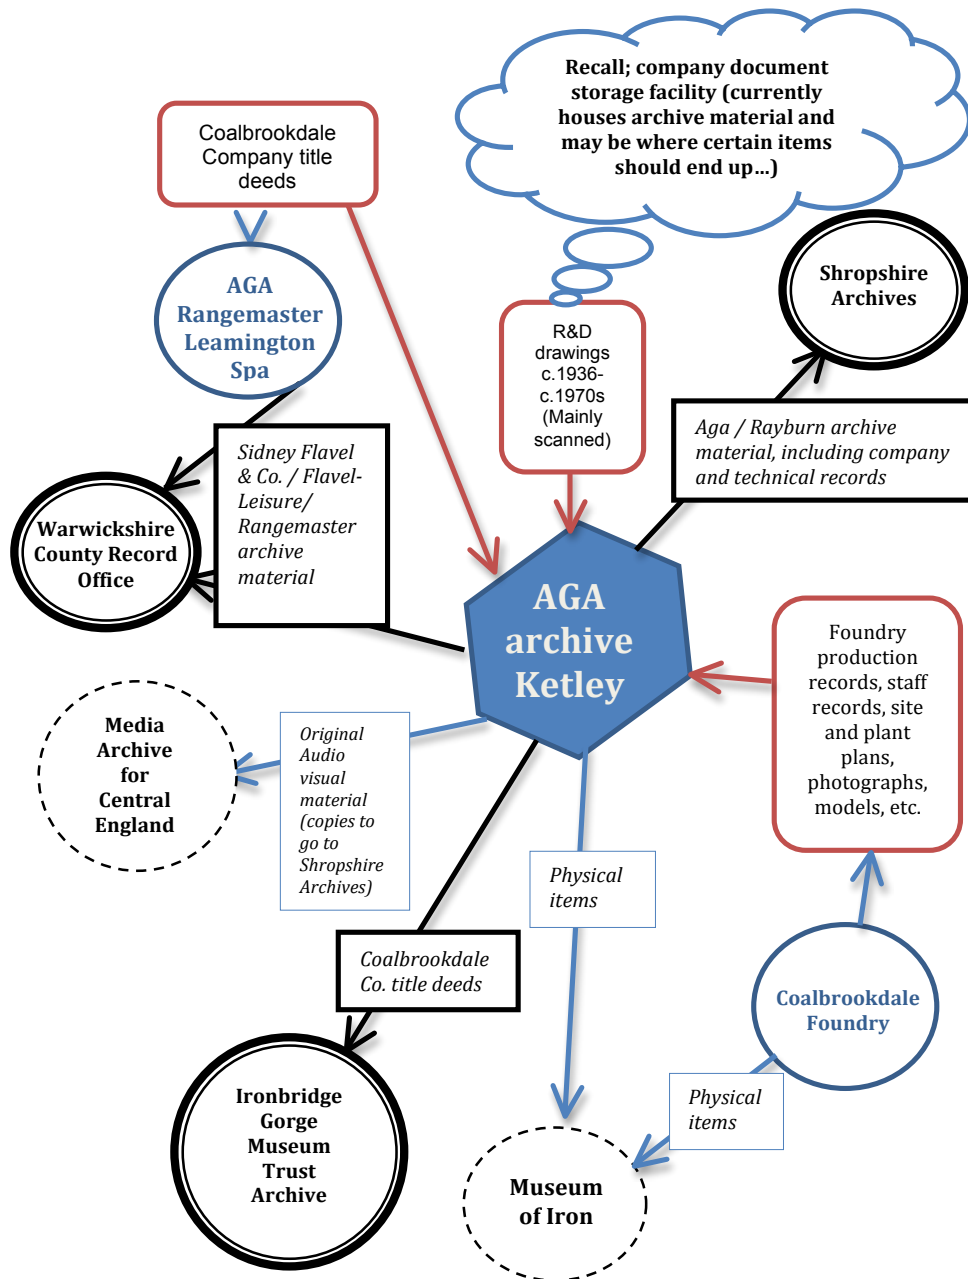 Recall; company document
storage facility (currently
houses archive material and
may be where certain items
should end up...)
Coalbrookdale
Company title
deeds
AGA
Rangemaster
Leamington
Spa
R&D
drawings
c.1936-
c.1970s
(Mainly
scanned)
Shropshire
Archives
Aga / Rayburn archive
material, including company
and technical records
Sidney Flavel
& Co. / Flavel-
Leisure/
Rangemaster
archive
material
Warwickshire
County Record
Office
AGA
archive
Ketley
Foundry
production
records, staff
records, site
and plant
plans,
photographs,
models, etc.
Media
Archive
for
Central
England
Original
Audio
visual
material
(copies to
go to
Shropshire
Archives)
Physical
items
Coalbrookdale
Co. title deeds
Coalbrookdale
Foundry
Physical
items
Ironbridge
Gorge
Museum
Trust
Archive
Museum
of Iron